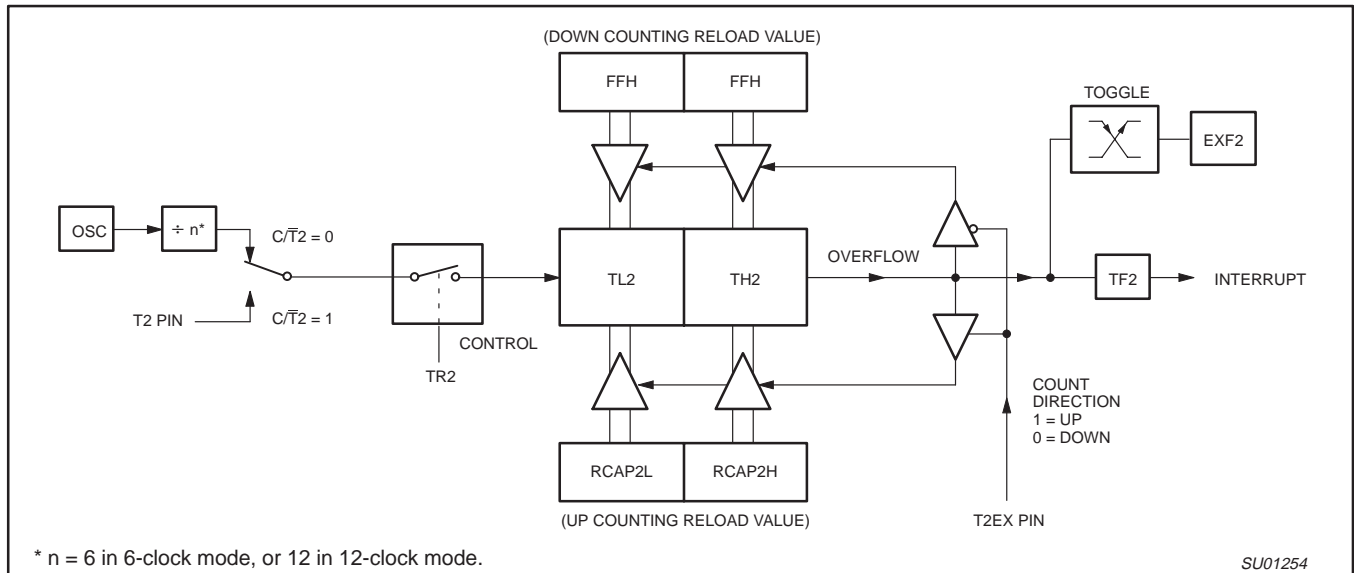 (DOWN COUNTING RELOAD VALUE)
FFH FFH
TOGGLE
EXF2
OSC ÷ n*
C/T̅2 = 0
TL2 TH2
OVERFLOW
TF2 INTERRUPT
T2 PIN
C/T̅2 = 1
CONTROL
TR2
COUNT
DIRECTION
1 = UP
0 = DOWN
RCAP2L RCAP2H
(UP COUNTING RELOAD VALUE)
T2EX PIN
* n = 6 in 6-clock mode, or 12 in 12-clock mode.
SU01254